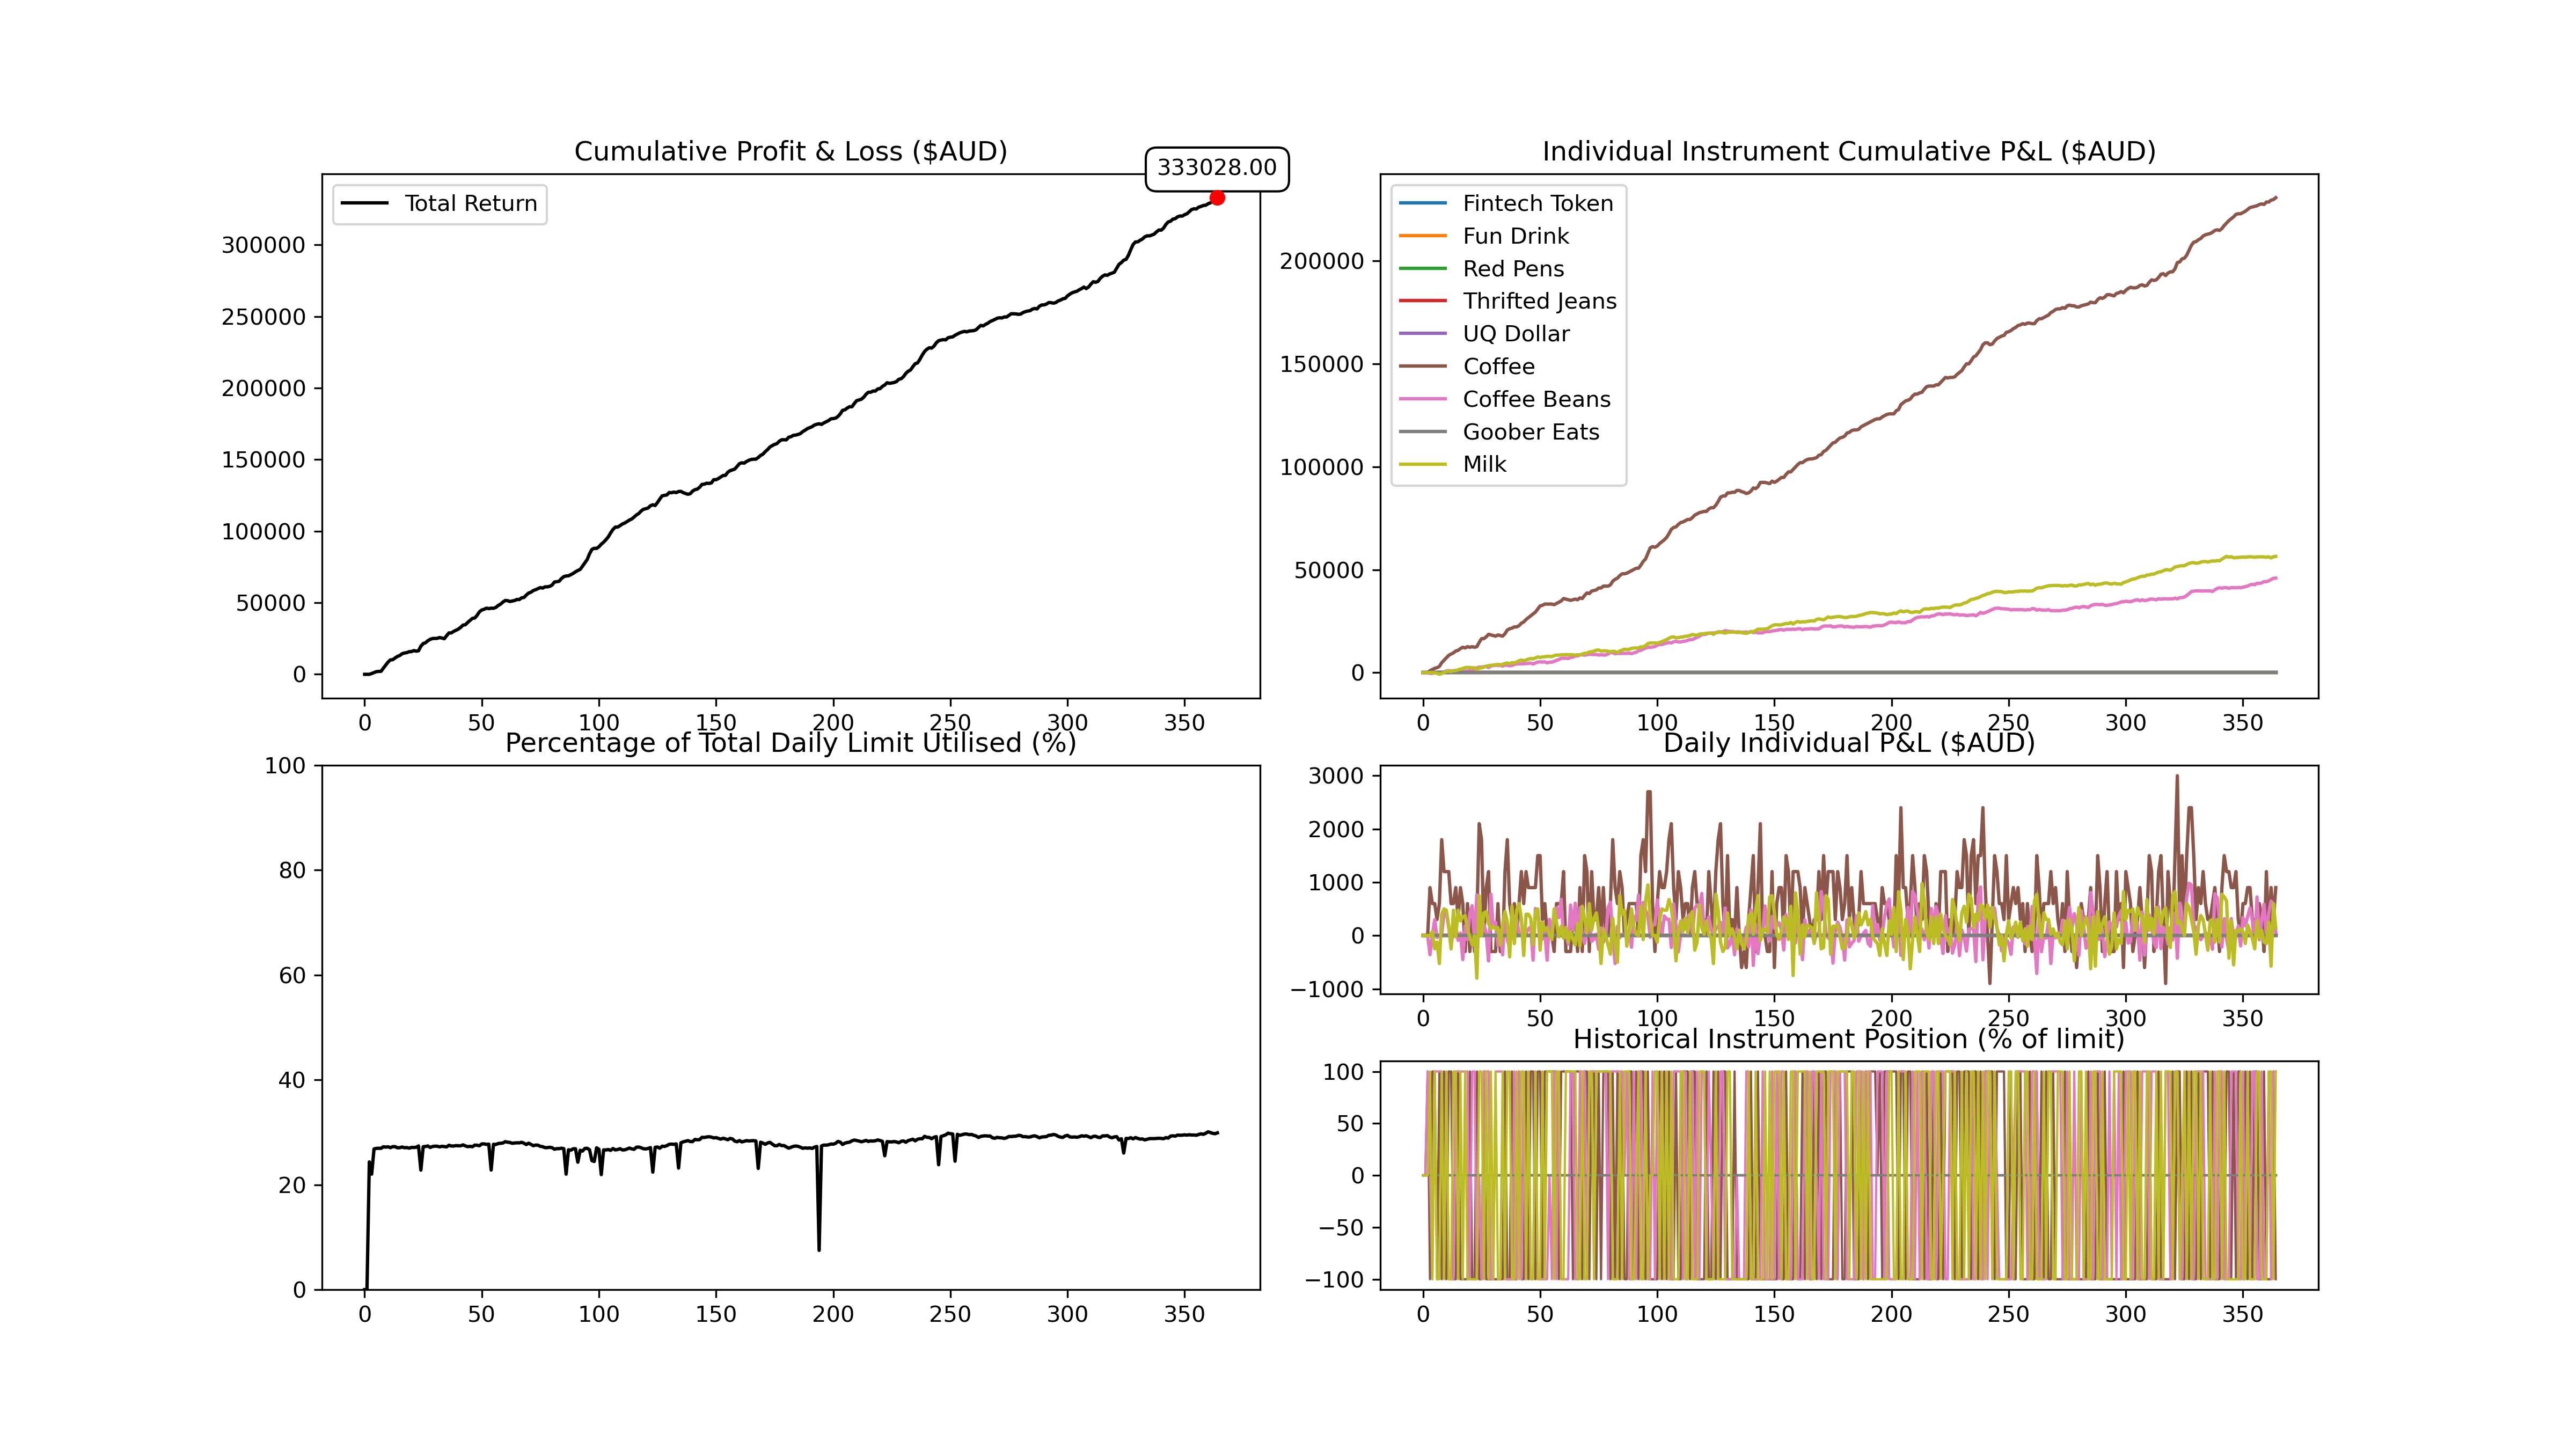 Cumulative Profit & Loss ($AUD)
333028.00
Total Return
300000
250000
200000
150000
100000
50000
0
0 50 100 150 200 250 300 350
Individual Instrument Cumulative P&L ($AUD)
Fintech Token
Fun Drink
Red Pens
Thrifted Jeans
UQ Dollar
Coffee
Coffee Beans
Goober Eats
Milk
200000
150000
100000
50000
0
0 50 100 150 200 250 300 350
Percentage of Total Daily Limit Utilised (%)
100
80
60
40
20
0
0 50 100 150 200 250 300 350
Daily Individual P&L ($AUD)
3000
2000
1000
0
−1000
0 50 100 150 200 250 300 350
Historical Instrument Position (% of limit)
100
50
0
−50
−100
0 50 100 150 200 250 300 350